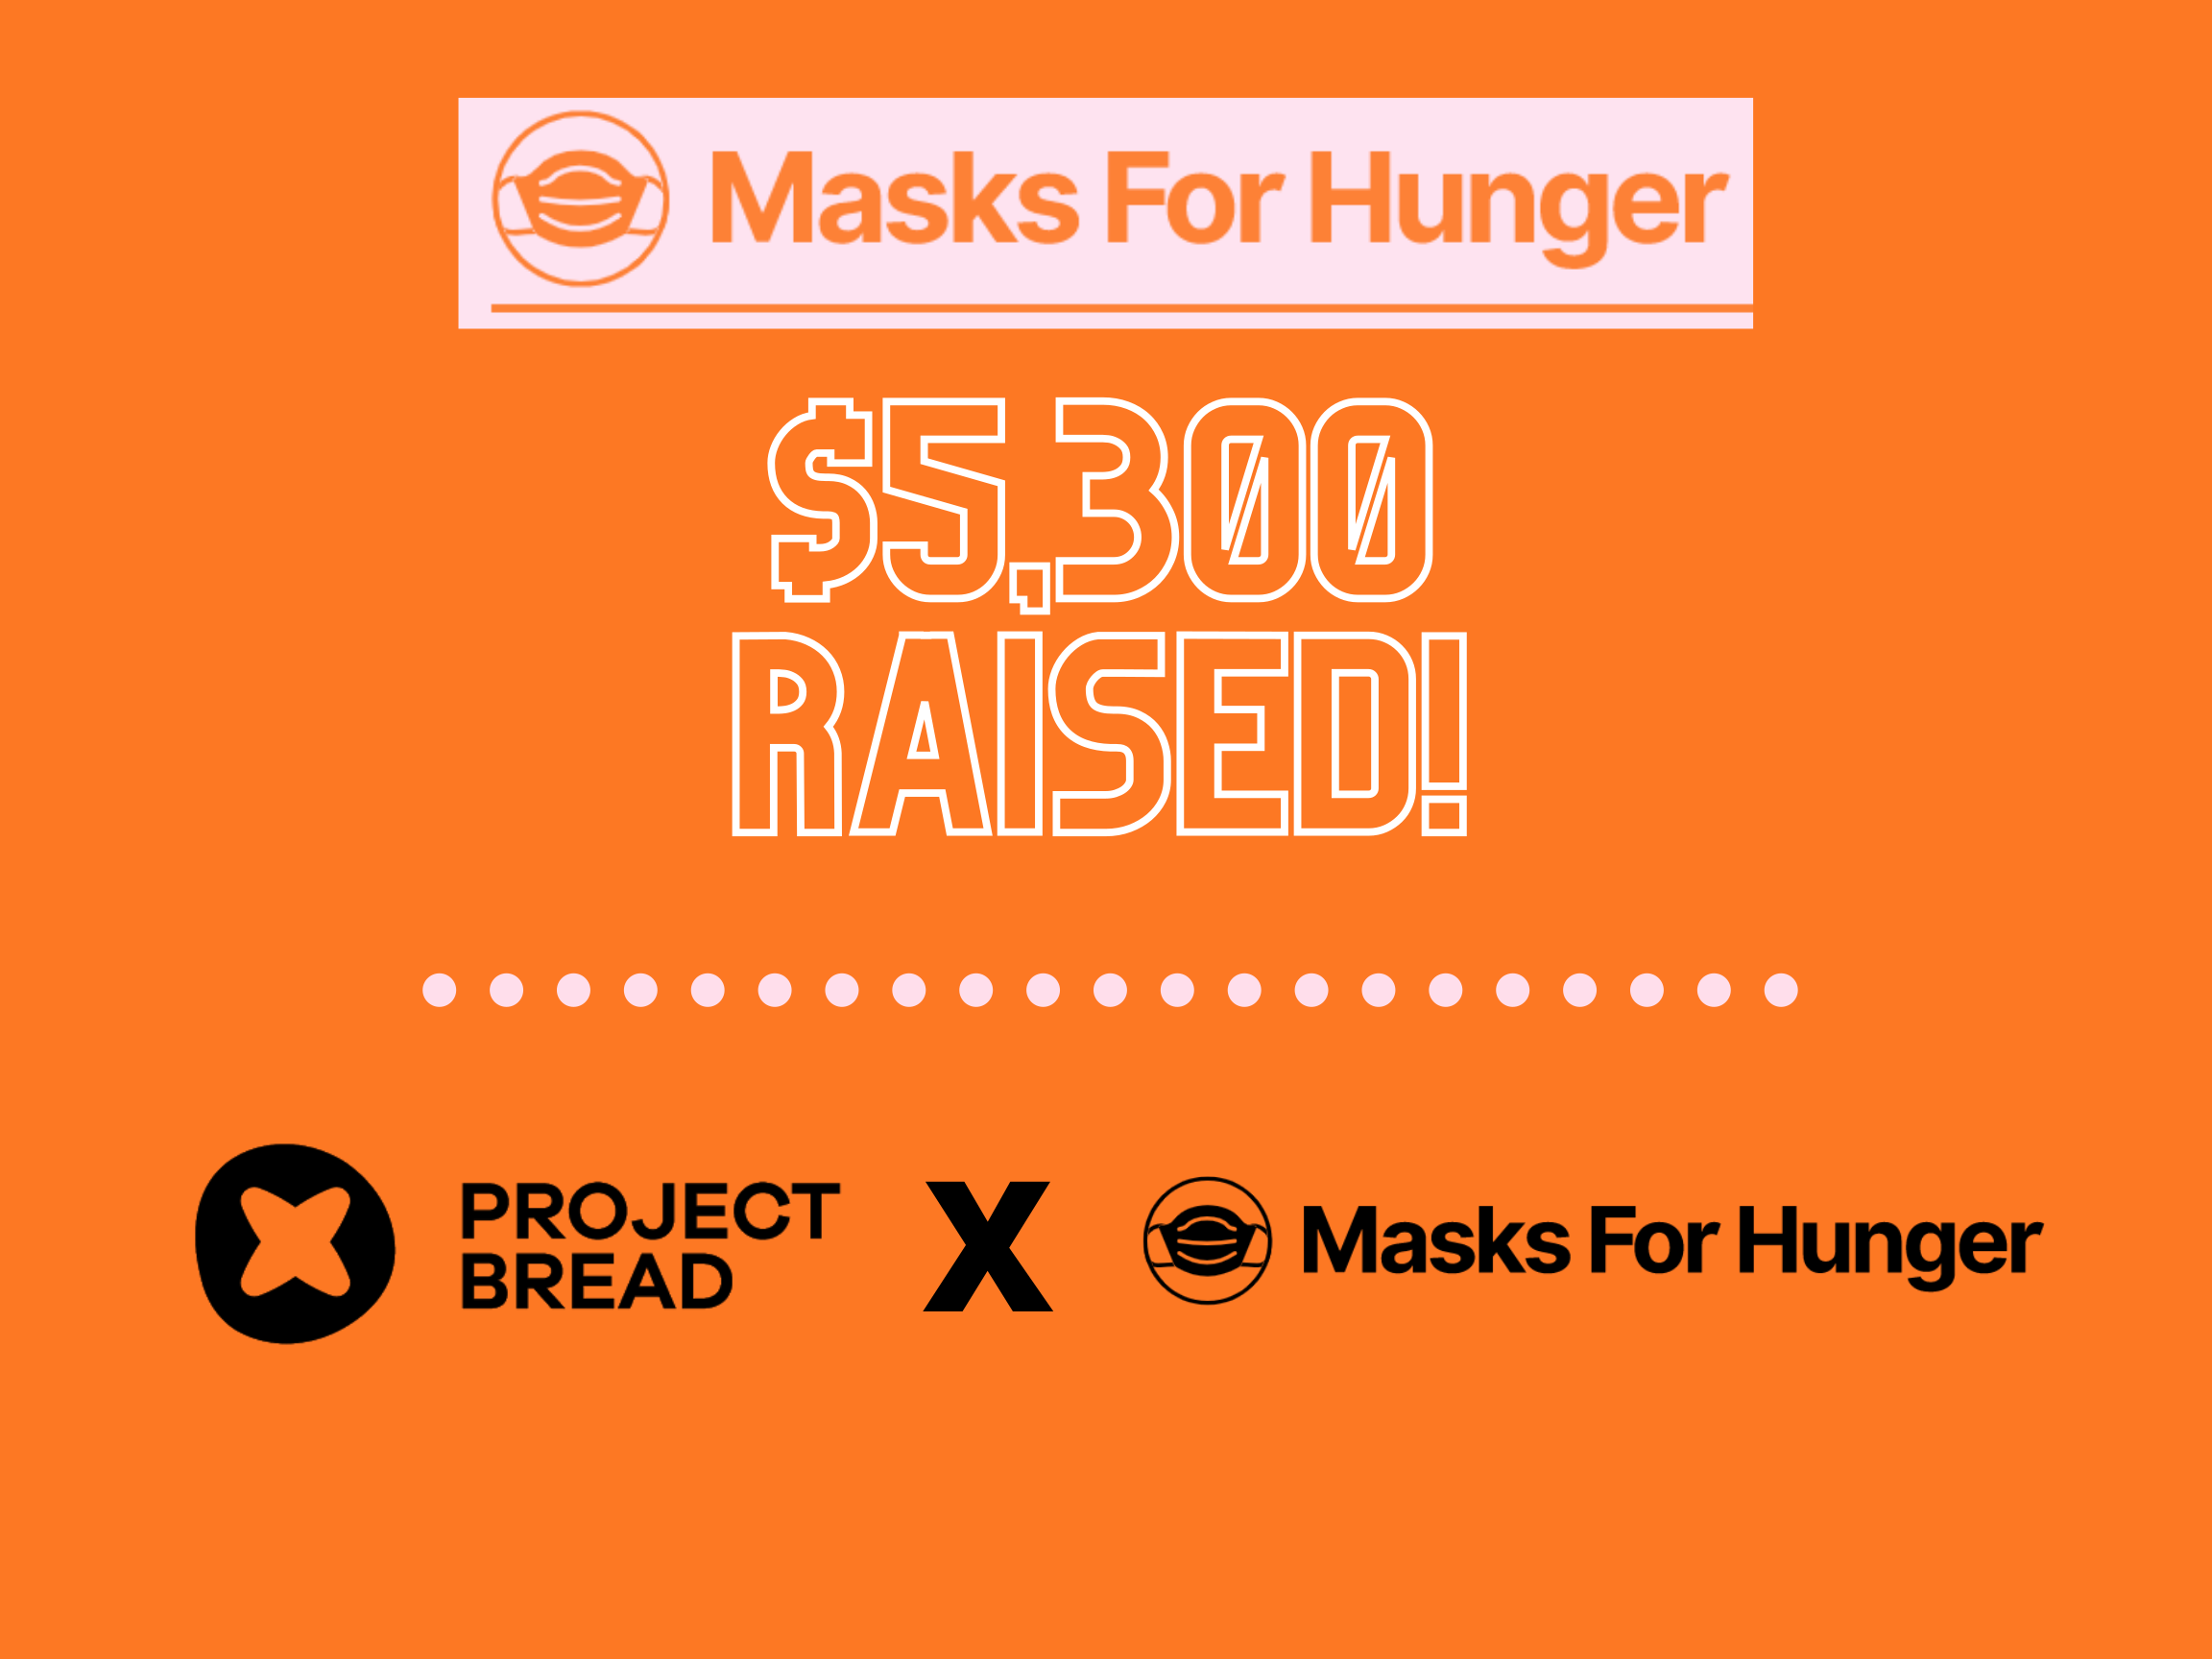 Masks For Hunger
$5,300
RAISED!
PROJECT
BREAD
X
Masks For Hunger